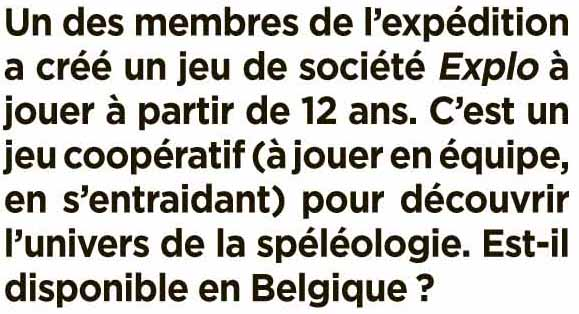 Un des membres de l’expédition
a créé un jeu de société Explo à
jouer à partir de 12 ans. C’est un
jeu coopératif (à jouer en équipe,
en s’entraidant) pour découvrir
l’univers de la spéléologie. Est-il
disponible en Belgique ?